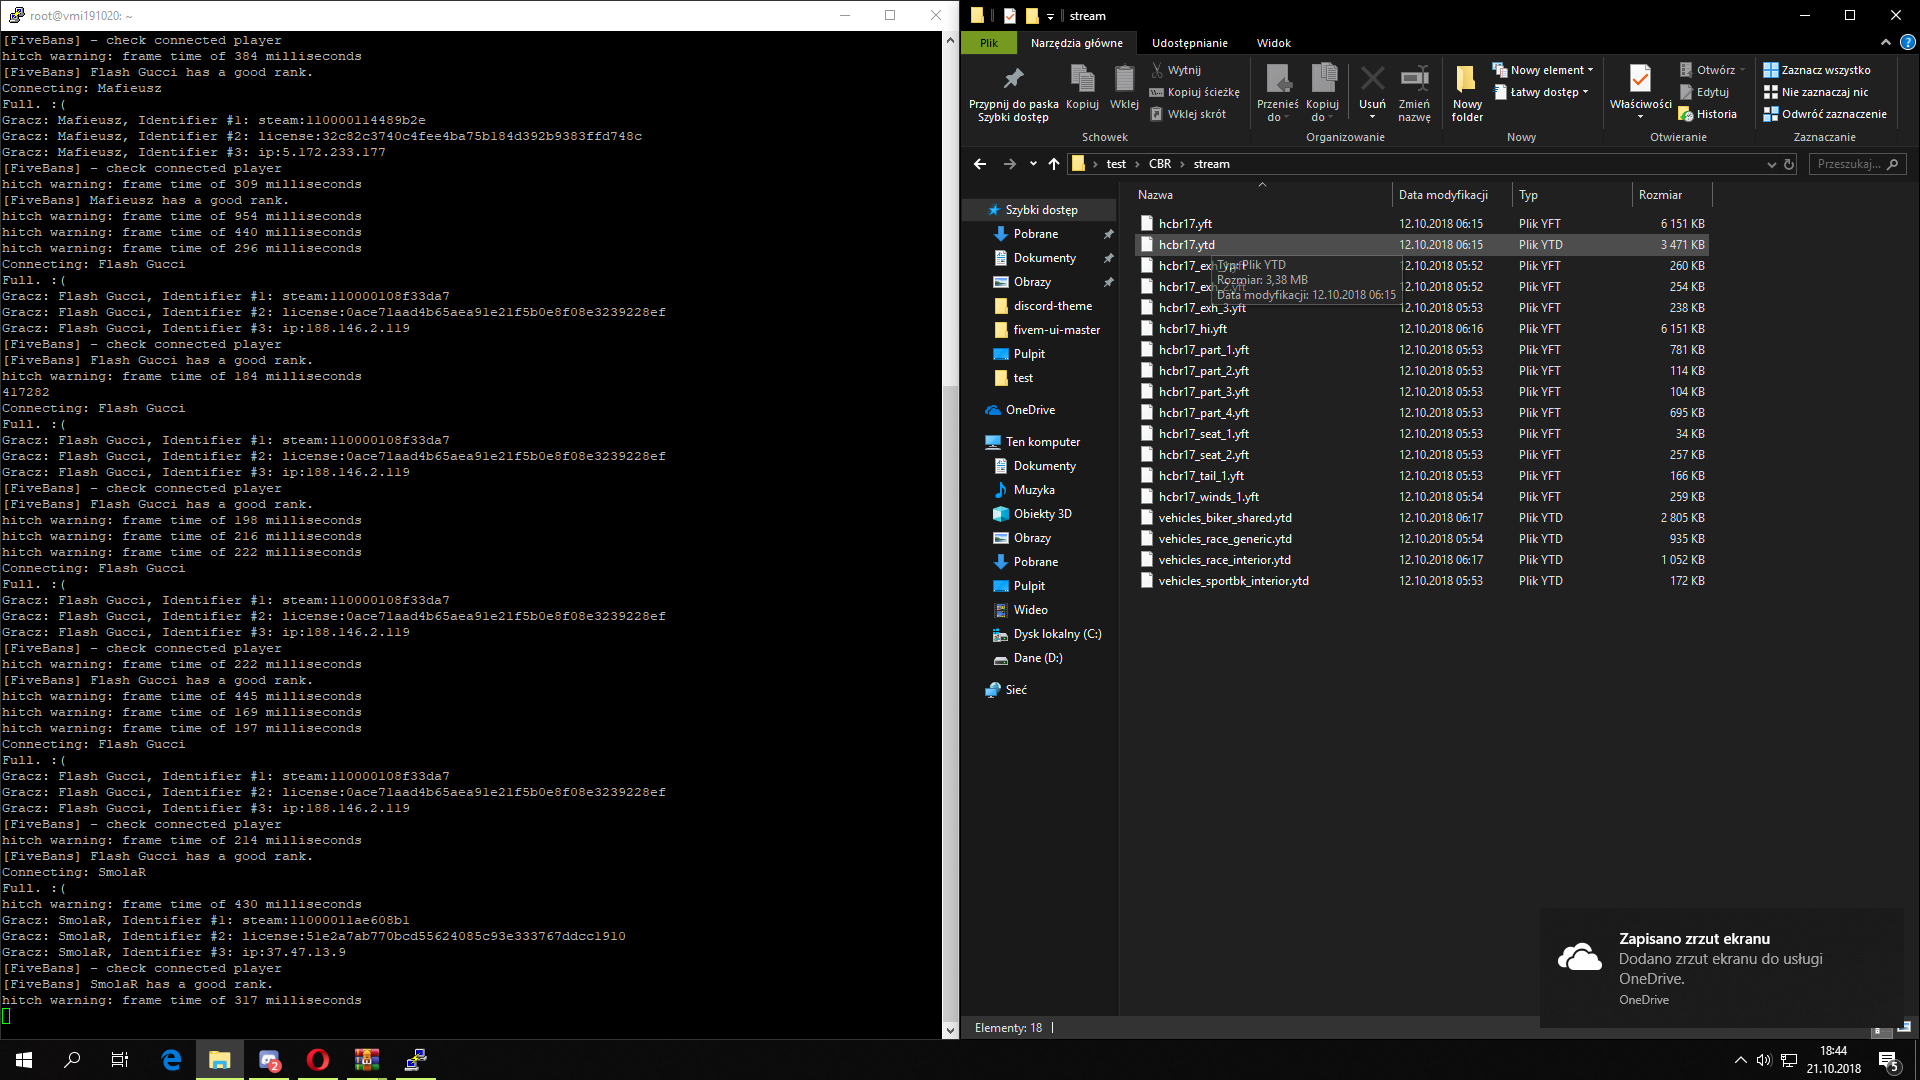 root@vmi191020: ~
[FiveBans] - check connected player
hitch warning: frame time of 384 milliseconds
[FiveBans] Flash Gucci has a good rank.
Connecting: Mafieusz
Full. :(
Gracz: Mafieusz, Identifier #1: steam:110000114489b2e
Gracz: Mafieusz, Identifier #2: license:32c82c3740c4fee4ba75b184d392b9383ffd748c
Gracz: Mafieusz, Identifier #3: ip:5.172.233.177
[FiveBans] - check connected player
hitch warning: frame time of 309 milliseconds
[FiveBans] Mafieusz has a good rank.
hitch warning: frame time of 954 milliseconds
hitch warning: frame time of 440 milliseconds
hitch warning: frame time of 296 milliseconds
Connecting: Flash Gucci
Full. :(
Gracz: Flash Gucci, Identifier #1: steam:110000108f33da7
Gracz: Flash Gucci, Identifier #2: license:0ace71aad4b65aea91e21f5b0e8f08e3239228ef
Gracz: Flash Gucci, Identifier #3: ip:188.146.2.119
[FiveBans] - check connected player
[FiveBans] Flash Gucci has a good rank.
hitch warning: frame time of 184 milliseconds
417282
Connecting: Flash Gucci
Full. :(
Gracz: Flash Gucci, Identifier #1: steam:110000108f33da7
Gracz: Flash Gucci, Identifier #2: license:0ace71aad4b65aea91e21f5b0e8f08e3239228ef
Gracz: Flash Gucci, Identifier #3: ip:188.146.2.119
[FiveBans] - check connected player
[FiveBans] Flash Gucci has a good rank.
hitch warning: frame time of 198 milliseconds
hitch warning: frame time of 216 milliseconds
hitch warning: frame time of 222 milliseconds
Connecting: Flash Gucci
Full. :(
Gracz: Flash Gucci, Identifier #1: steam:110000108f33da7
Gracz: Flash Gucci, Identifier #2: license:0ace71aad4b65aea91e21f5b0e8f08e3239228ef
Gracz: Flash Gucci, Identifier #3: ip:188.146.2.119
[FiveBans] - check connected player
hitch warning: frame time of 222 milliseconds
[FiveBans] Flash Gucci has a good rank.
hitch warning: frame time of 445 milliseconds
hitch warning: frame time of 169 milliseconds
hitch warning: frame time of 197 milliseconds
Connecting: Flash Gucci
Full. :(
Gracz: Flash Gucci, Identifier #1: steam:110000108f33da7
Gracz: Flash Gucci, Identifier #2: license:0ace71aad4b65aea91e21f5b0e8f08e3239228ef
Gracz: Flash Gucci, Identifier #3: ip:188.146.2.119
[FiveBans] - check connected player
hitch warning: frame time of 214 milliseconds
[FiveBans] Flash Gucci has a good rank.
Connecting: SmolaR
Full. :(
hitch warning: frame time of 430 milliseconds
Gracz: SmolaR, Identifier #1: steam:11000011ae608b1
Gracz: SmolaR, Identifier #2: license:51e2a7ab770bcd55624085c93e333767ddcc1910
Gracz: SmolaR, Identifier #3: ip:37.47.13.9
[FiveBans] - check connected player
[FiveBans] SmolaR has a good rank.
hitch warning: frame time of 317 milliseconds
stream
Plik Narzędzia główne Udostępnianie Widok
Przypnij do paska Szybki dostęp
Kopiuj
Wklej
Wytnij
Kopiuj ścieżkę
Wklej skrót
Schowek
Przenieś do
Kopiuj do
Usuń
Zmień nazwę
Organizowanie
Nowy folder
Nowy element
Łatwy dostęp
Nowy
Właściwości
Otwórz
Edytuj
Historia
Otwieranie
Zaznacz wszystko
Nie zaznaczaj nic
Odwróć zaznaczenie
Zaznaczanie
test > CBR > stream
Przeszukaj...
Szybki dostęp
Pobrane
Dokumenty
Obrazy
discord-theme
fivem-ui-master
Pulpit
test
OneDrive
Ten komputer
Dokumenty
Muzyka
Obiekty 3D
Obrazy
Pobrane
Pulpit
Wideo
Dysk lokalny (C:)
Dane (D:)
Sieć
Nazwa Data modyfikacji Typ Rozmiar
hcbr17.yft 12.10.2018 06:15 Plik YFT 6 151 KB
hcbr17.ytd 12.10.2018 06:15 Plik YTD 3 471 KB
hcbr17_exh_1.yft 12.10.2018 05:52 Plik YFT 260 KB
hcbr17_exh_2.yft 12.10.2018 05:52 Plik YFT 254 KB
hcbr17_exh_3.yft 12.10.2018 05:53 Plik YFT 238 KB
hcbr17_hi.yft 12.10.2018 06:16 Plik YFT 6 151 KB
hcbr17_part_1.yft 12.10.2018 05:53 Plik YFT 781 KB
hcbr17_part_2.yft 12.10.2018 05:53 Plik YFT 114 KB
hcbr17_part_3.yft 12.10.2018 05:53 Plik YFT 104 KB
hcbr17_part_4.yft 12.10.2018 05:53 Plik YFT 695 KB
hcbr17_seat_1.yft 12.10.2018 05:53 Plik YFT 34 KB
hcbr17_seat_2.yft 12.10.2018 05:53 Plik YFT 257 KB
hcbr17_tail_1.yft 12.10.2018 05:53 Plik YFT 166 KB
hcbr17_winds_1.yft 12.10.2018 05:54 Plik YFT 259 KB
vehicles_biker_shared.ytd 12.10.2018 06:17 Plik YTD 2 805 KB
vehicles_race_generic.ytd 12.10.2018 05:54 Plik YTD 935 KB
vehicles_race_interior.ytd 12.10.2018 06:17 Plik YTD 1 052 KB
vehicles_sportbk_interior.ytd 12.10.2018 05:53 Plik YTD 172 KB
Typ: Plik YTD
Rozmiar: 3,38 MB
Data modyfikacji: 12.10.2018 06:15
Zapisano zrzut ekranu
Dodano zrzut ekranu do usługi
OneDrive.
OneDrive
Elementy: 18
2
18:44
21.10.2018
5